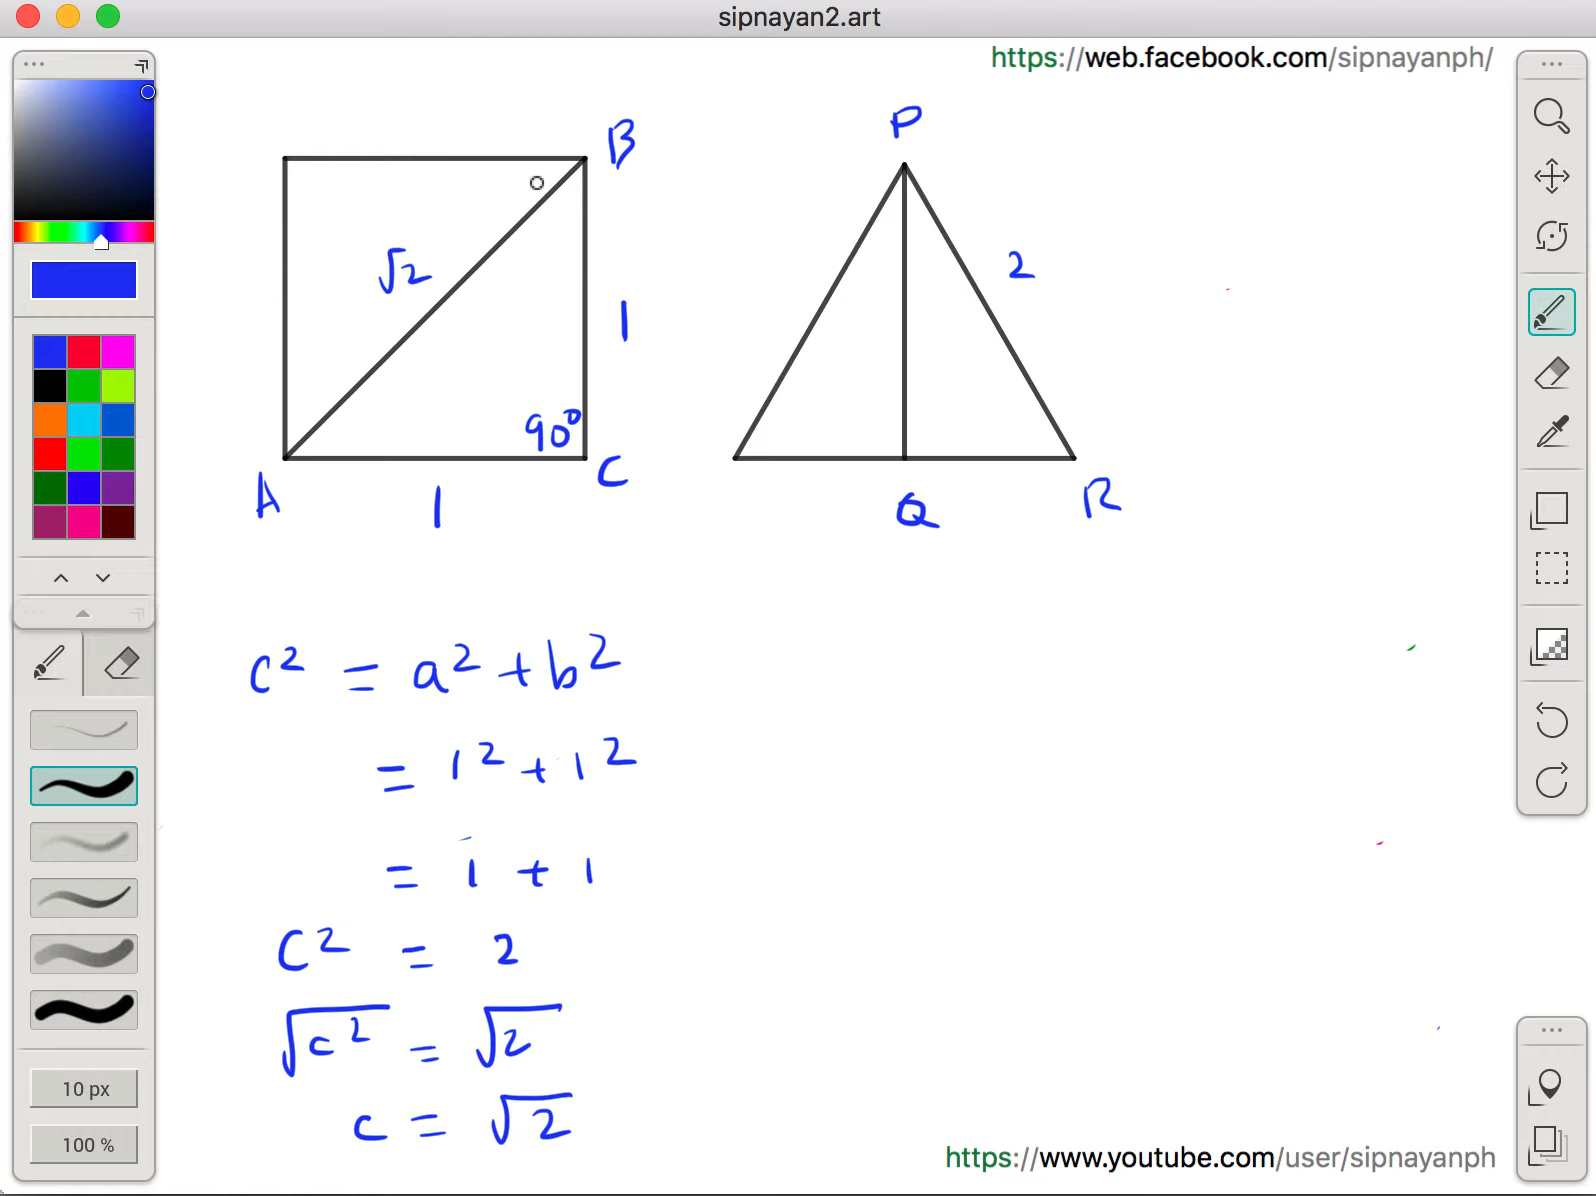 sipnayan2.art
https://web.facebook.com/sipnayanph/
B
P
√2
2
1
90°
A
1
C
Q
R
c² = a² + b²
= 1² + 1²
= 1 + 1
C² = 2
√c² = √2
c = √2
10 px
100 %
https://www.youtube.com/user/sipnayanph